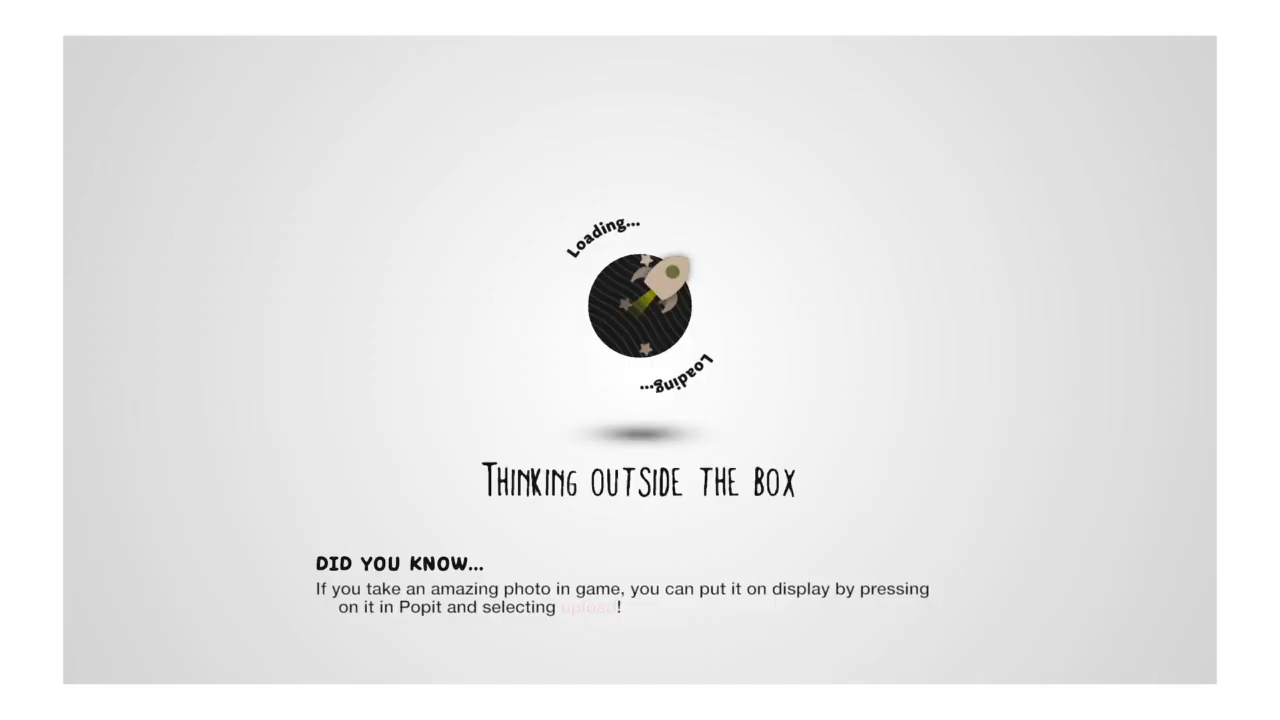 Loading...
Loading...
THINKING OUTSIDE THE BOX
DID YOU KNOW...
If you take an amazing photo in game, you can put it on display by pressing
on it in Popit and selecting upload!